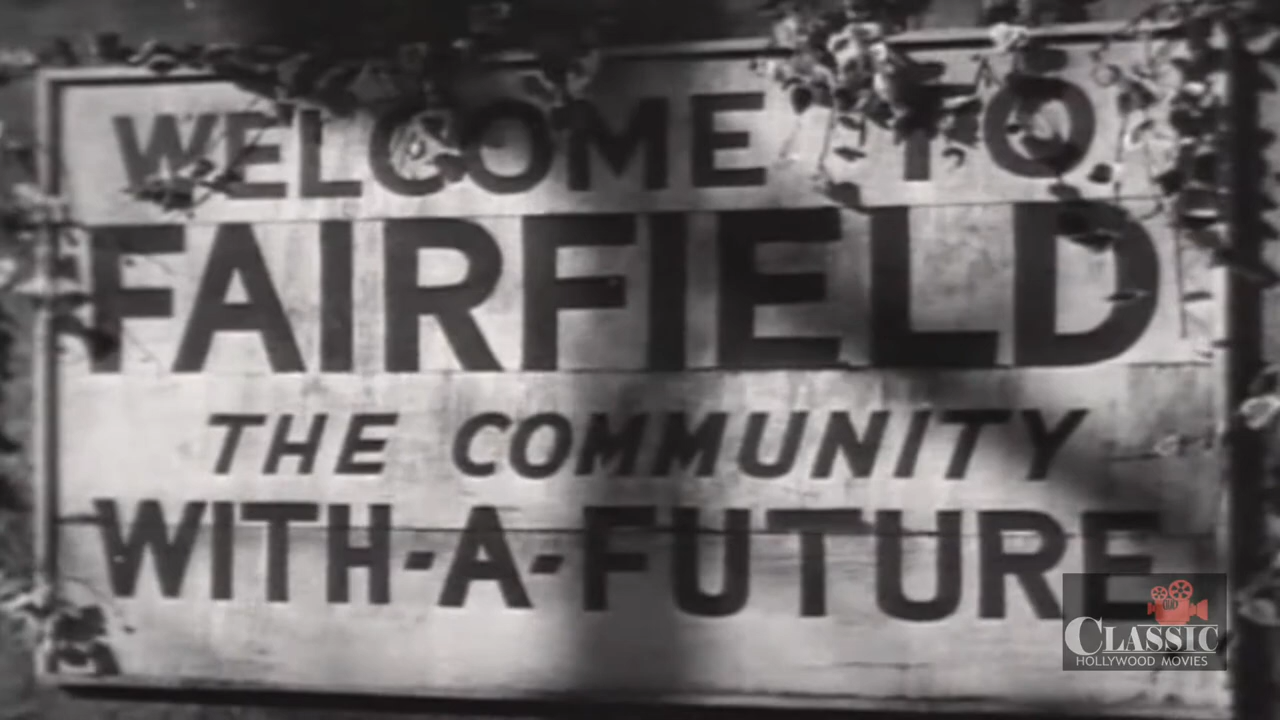 WELCOME TO
FAIRFIELD
THE COMMUNITY
WITH-A-FUTURE
CLASSIC
HOLLYWOOD MOVIES